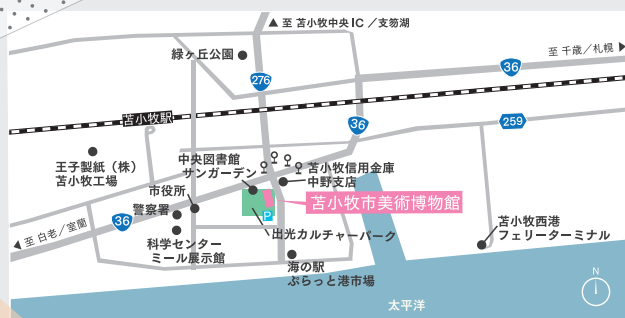 ▲ 至 苫小牧中央IC／支笏湖
緑ヶ丘公園
276
36
至 千歳／札幌 ▶
苫小牧駅
36
259
王子製紙（株）
苫小牧工場
中央図書館
サンガーデン
苫小牧信用金庫
中野支店
市役所
苫小牧市美術博物館
警察署
P
36
◀ 至 白老／室蘭
科学センター
ミール展示館
出光カルチャーパーク
苫小牧西港
フェリーターミナル
海の駅
ぷらっと港市場
N
太平洋